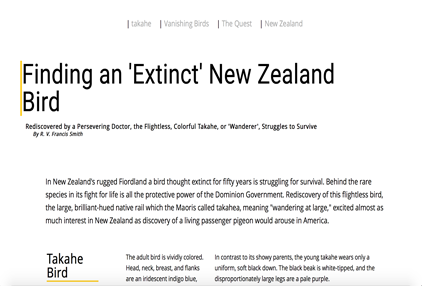 | takahe | Vanishing Birds | The Quest | New Zealand
Finding an 'Extinct' New Zealand
Bird
Rediscovered by a Persevering Doctor, the Flightless, Colorful Takahe, or 'Wanderer', Struggles to Survive
By R. V. Francis Smith
In New Zealand's rugged Fiordland a bird thought extinct for fifty years is struggling for survival. Behind the rare
species in its fight for life is all the protective power of the Dominion Government. Rediscovery of this flightless bird,
the large, brilliant-hued native rail which the Maoris called takahea, meaning "wandering at large," excited almost as
much interest in New Zealand as discovery of a living passenger pigeon would arouse in America.
Takahe
Bird
The adult bird is vividly colored.
Head, neck, breast, and flanks
are an iridescent indigo blue,
In contrast to its showy parents, the young takahe wears only a
uniform, soft black down. The black beak is white-tipped, and the
disproportionately large legs are a pale purple.